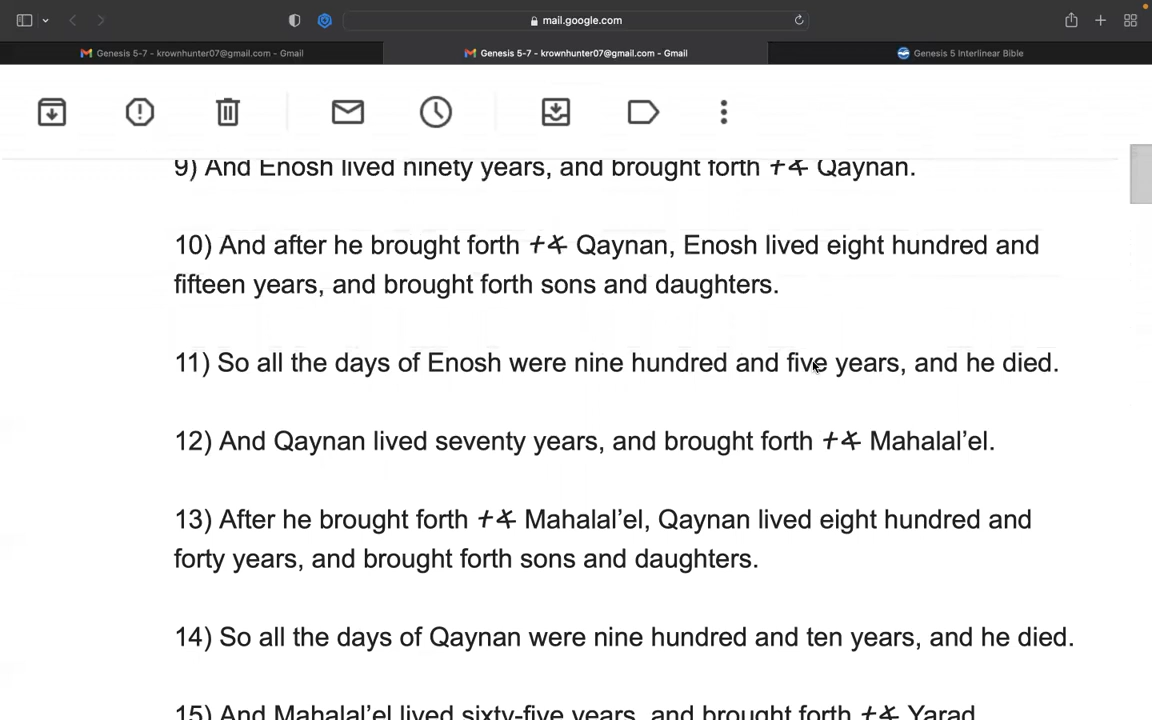 mail.google.com
Genesis 5-7 - krownhunter07@gmail.com - Gmail
Genesis 5-7 - krownhunter07@gmail.com - Gmail
Genesis 5 Interlinear Bible
9) And Enosh lived ninety years, and brought forth 𐤕𐤀 Qaynan.
10) And after he brought forth 𐤕𐤀 Qaynan, Enosh lived eight hundred and
fifteen years, and brought forth sons and daughters.
11) So all the days of Enosh were nine hundred and five years, and he died.
12) And Qaynan lived seventy years, and brought forth 𐤕𐤀 Mahalal’el.
13) After he brought forth 𐤕𐤀 Mahalal’el, Qaynan lived eight hundred and
forty years, and brought forth sons and daughters.
14) So all the days of Qaynan were nine hundred and ten years, and he died.
15) And Mahalal’el lived sixty-five years, and brought forth 𐤕𐤀 Yarad